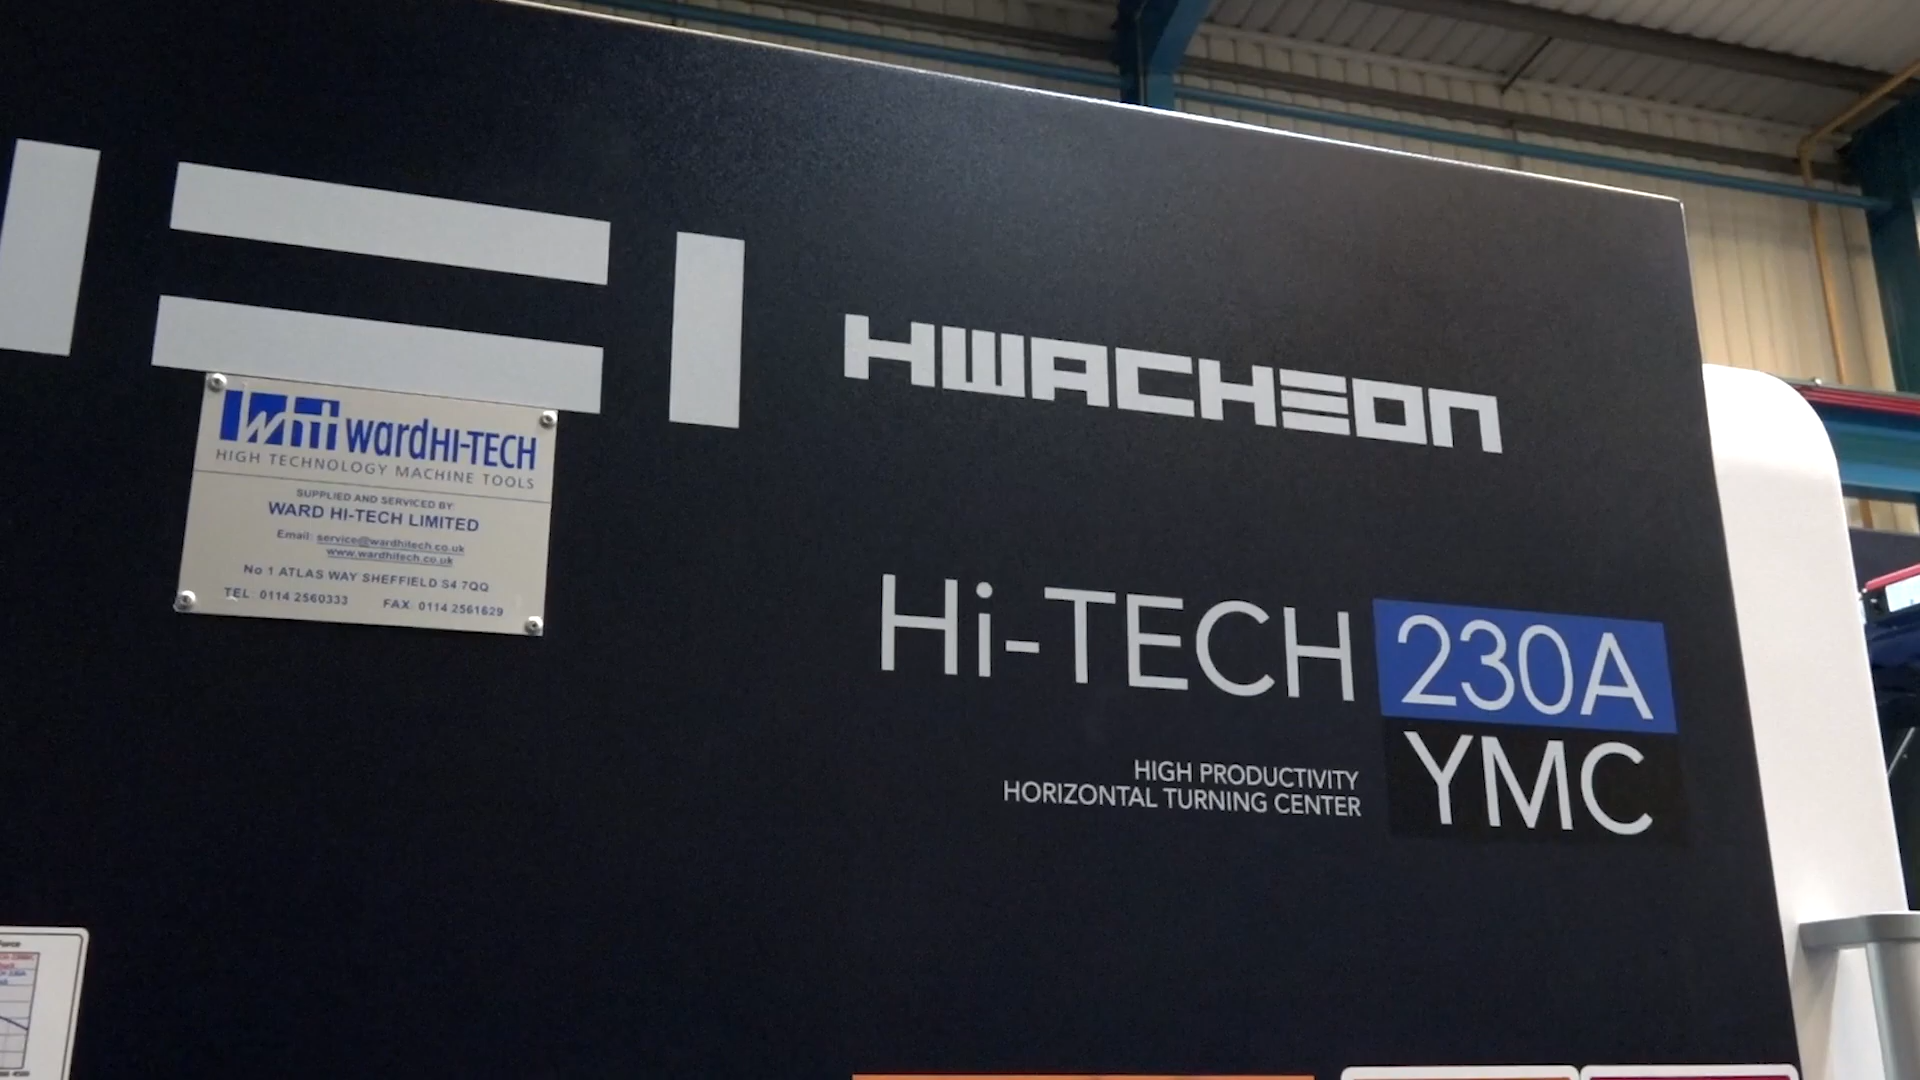 HWACHEON
WHT wardHI-TECH
HIGH TECHNOLOGY MACHINE TOOLS
SUPPLIED AND SERVICED BY:
WARD HI-TECH LIMITED
Email: service@wardhitech.co.uk
www.wardhitech.co.uk
No 1 ATLAS WAY SHEFFIELD S4 7QQ
TEL: 0114 2560333 FAX: 0114 2561629
Hi-TECH 230A
YMC
HIGH PRODUCTIVITY
HORIZONTAL TURNING CENTER